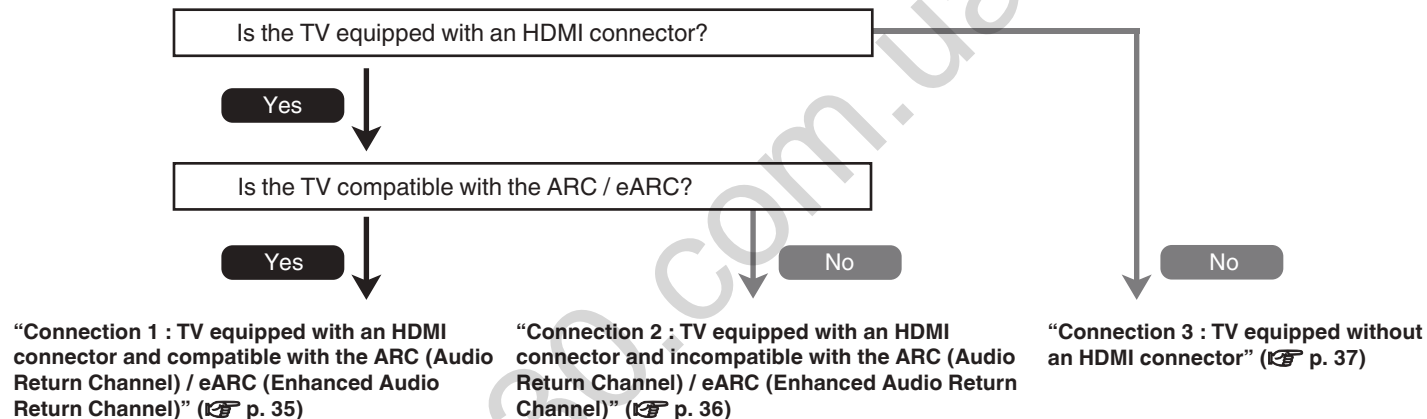 Is the TV equipped with an HDMI connector?
Yes
Is the TV compatible with the ARC / eARC?
Yes
No
No
“Connection 1 : TV equipped with an HDMI
connector and compatible with the ARC (Audio
Return Channel) / eARC (Enhanced Audio
Return Channel)” (☞ p. 35)
“Connection 2 : TV equipped with an HDMI
connector and incompatible with the ARC (Audio
Return Channel) / eARC (Enhanced Audio Return
Channel)” (☞ p. 36)
“Connection 3 : TV equipped without
an HDMI connector” (☞ p. 37)
30.com.ua